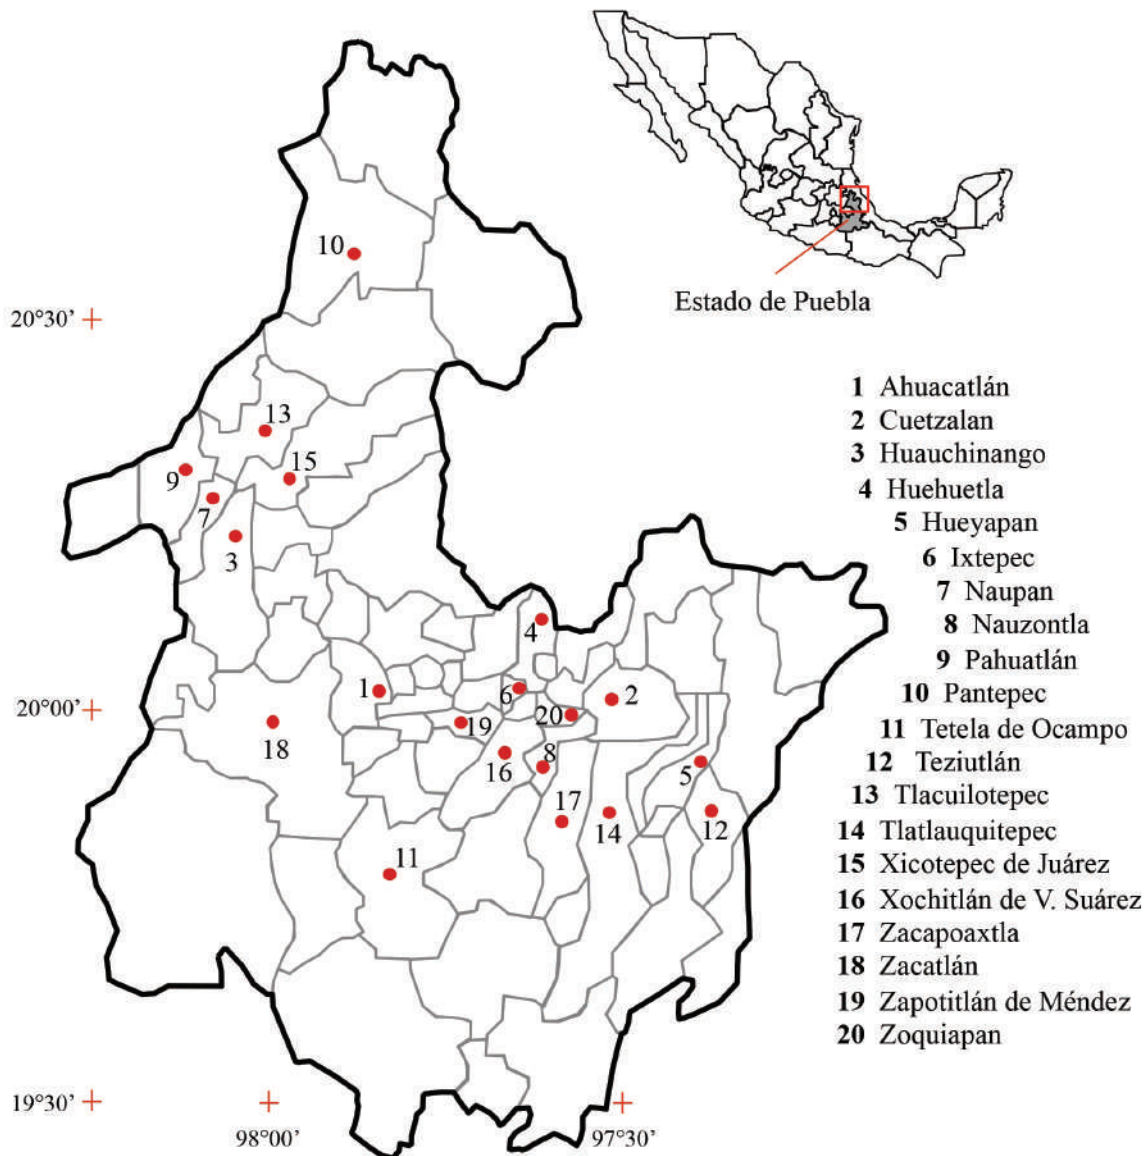 Estado de Puebla
20°30’
20°00’
19°30’
98°00’
97°30’
10
13
15
9
7
3
4
1
6
2
19
20
18
16
8
5
17
14
12
11
1 Ahuacatlán
2 Cuetzalan
3 Huauchinango
4 Huehuetla
5 Hueyapan
6 Ixtepec
7 Naupan
8 Nauzontla
9 Pahuatlán
10 Pantepec
11 Tetela de Ocampo
12 Teziutlán
13 Tlacuilotepec
14 Tlatlauquitepec
15 Xicotepec de Juárez
16 Xochitlán de V. Suárez
17 Zacapoaxtla
18 Zacatlán
19 Zapotitlán de Méndez
20 Zoquiapan